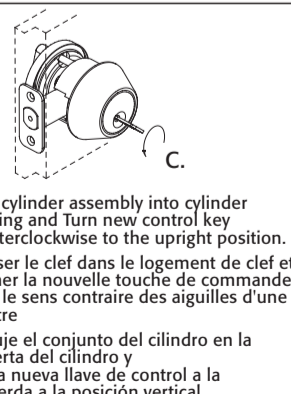 C.
cylinder assembly into cylinder
ing and Turn new control key
terclockwise to the upright position.
ser le clef dans le logement de clef et
ner la nouvelle touche de commande
le sens contraire des aiguilles d'une
tre
uje el conjunto del cilindro en la
erta del cilindro y
a nueva llave de control a la
erda a la posición vertical